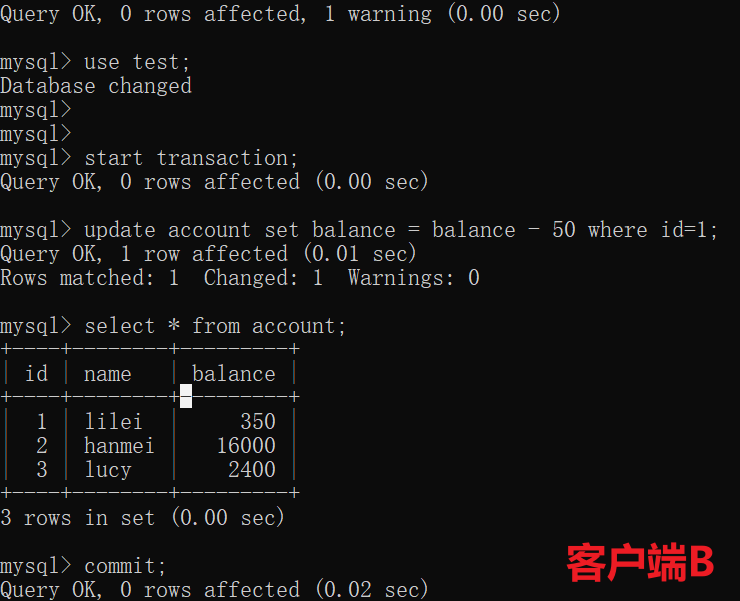 Query OK, 0 rows affected, 1 warning (0.00 sec)
mysql> use test;
Database changed
mysql>
mysql>
mysql> start transaction;
Query OK, 0 rows affected (0.00 sec)
mysql> update account set balance = balance - 50 where id=1;
Query OK, 1 row affected (0.01 sec)
Rows matched: 1  Changed: 1  Warnings: 0
mysql> select * from account;
+----+--------+---------+
| id | name   | balance |
+----+--------+---------+
|  1 | lilei  |     350 |
|  2 | hanmei |   16000 |
|  3 | lucy   |    2400 |
+----+--------+---------+
3 rows in set (0.00 sec)
mysql> commit;
Query OK, 0 rows affected (0.02 sec)
客户端B